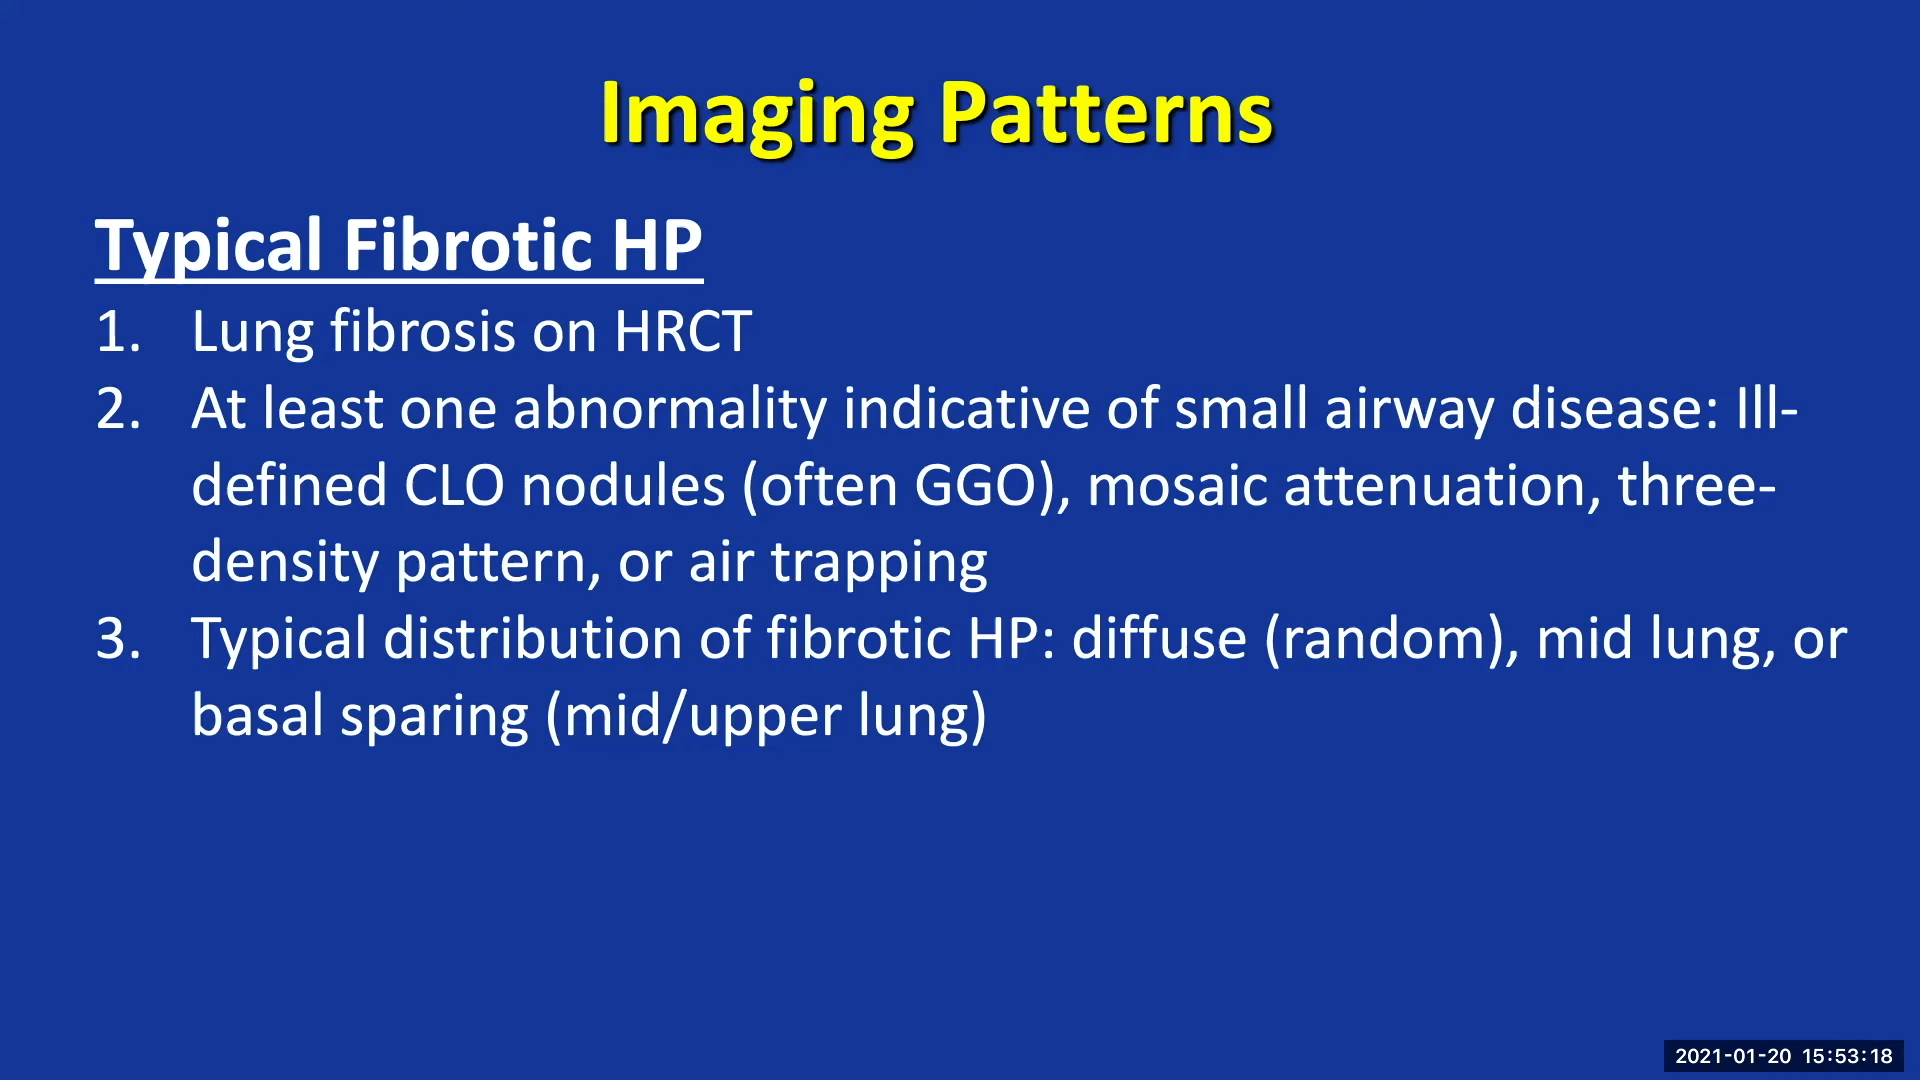 Imaging Patterns
Typical Fibrotic HP
1. Lung fibrosis on HRCT
2. At least one abnormality indicative of small airway disease: Ill-
defined CLO nodules (often GGO), mosaic attenuation, three-
density pattern, or air trapping
3. Typical distribution of fibrotic HP: diffuse (random), mid lung, or
basal sparing (mid/upper lung)
2021-01-20 15:53:18